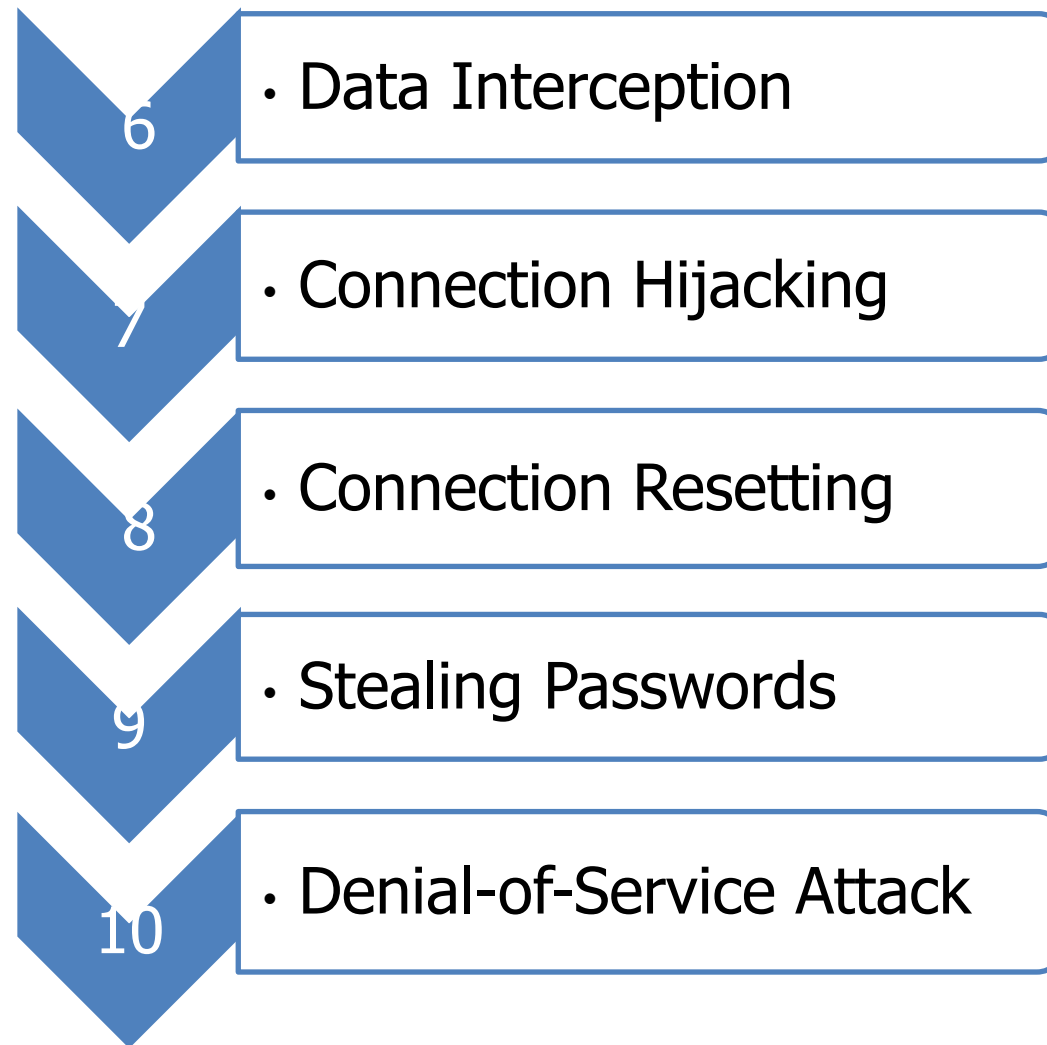 6
• Data Interception
7
• Connection Hijacking
8
• Connection Resetting
9
• Stealing Passwords
10
• Denial-of-Service Attack